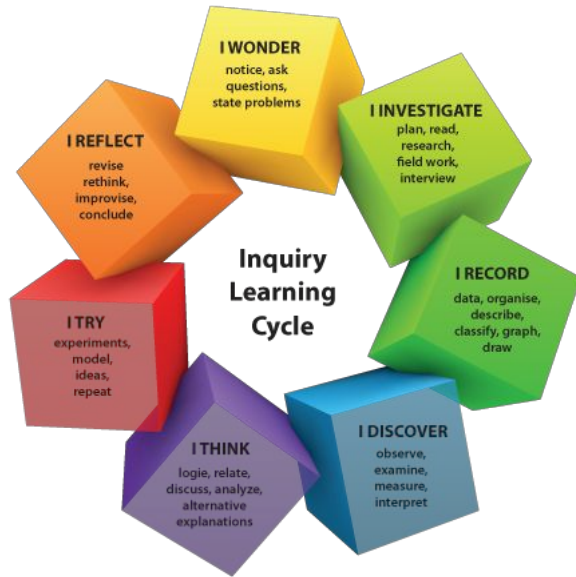 I WONDER
notice, ask
questions,
state problems
I INVESTIGATE
plan, read,
research,
field work,
interview
I RECORD
data, organise,
describe,
classify, graph,
draw
I DISCOVER
observe,
examine,
measure,
interpret
I THINK
logie, relate,
discuss, analyze,
alternative
explanations
I TRY
experiments,
model,
ideas,
repeat
I REFLECT
revise
rethink,
improvise,
conclude
Inquiry
Learning
Cycle